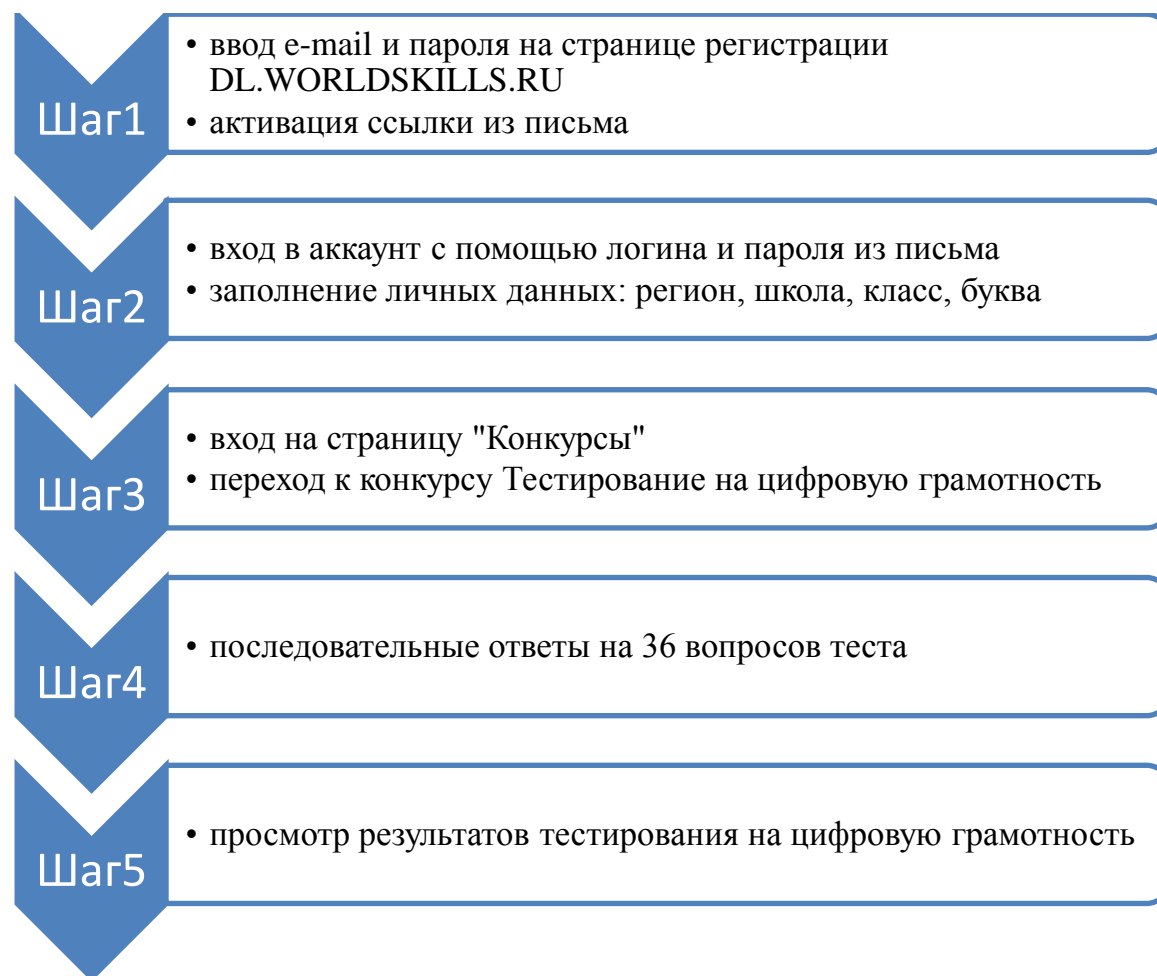 Шаг1
• ввод e-mail и пароля на странице регистрации
DL.WORLDSKILLS.RU
• активация ссылки из письма
Шаг2
• вход в аккаунт с помощью логина и пароля из письма
• заполнение личных данных: регион, школа, класс, буква
Шаг3
• вход на страницу "Конкурсы"
• переход к конкурсу Тестирование на цифровую грамотность
Шаг4
• последовательные ответы на 36 вопросов теста
Шаг5
• просмотр результатов тестирования на цифровую грамотность